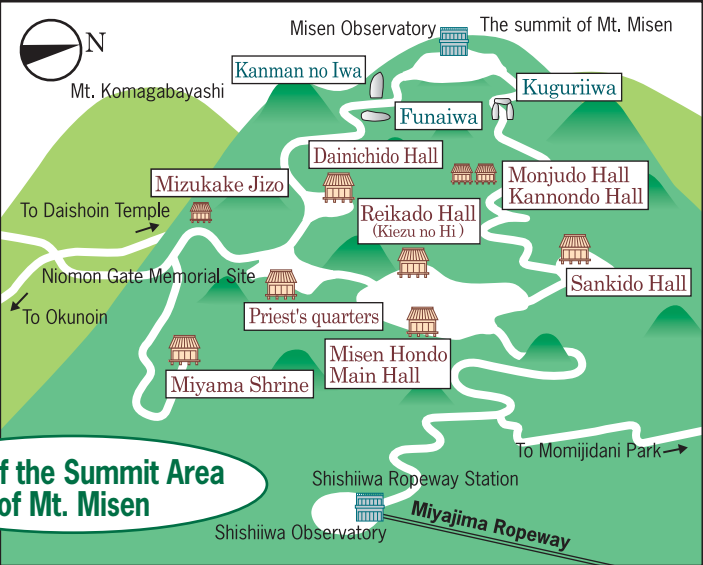 N
Misen Observatory
The summit of Mt. Misen
Kanman no Iwa
Mt. Komagabayashi
Kuguriiwa
Funaiwa
Dainichido Hall
Monjudo Hall
Kannondo Hall
Mizukake Jizo
To Daishoin Temple
Reikado Hall
(Kiezu no Hi)
Niomon Gate Memorial Site
Sankido Hall
To Okunoin
Priest's quarters
Misen Hondo
Main Hall
Miyama Shrine
To Momijidani Park
f the Summit Area
of Mt. Misen
Shishiiwa Ropeway Station
Miyajima Ropeway
Shishiiwa Observatory